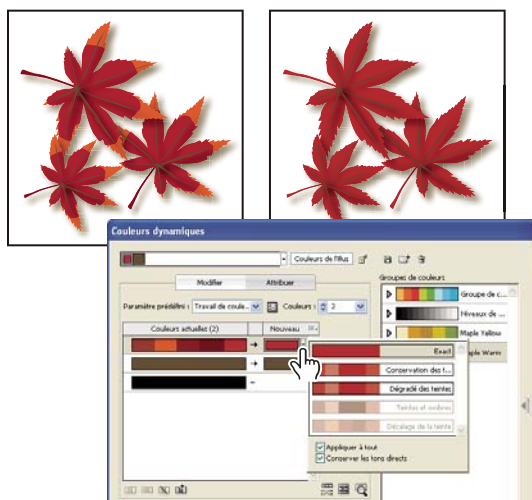 Couleurs dynamiques
Couleurs de l'illus
Modifier
Attribuer
Groupes de couleurs
Paramètre prédéfini :
Travail de coule...
Couleurs :
2
Groupe de c...
Niveaux de ...
Maple Yellow
ple Warm
Couleurs actuelles (2)
Nouveau
Exact
Conservation des t...
Dégradé des teintes
Teintes et ombres
Décalage de la teinte
Appliquer à tout
Conserver les tons directs